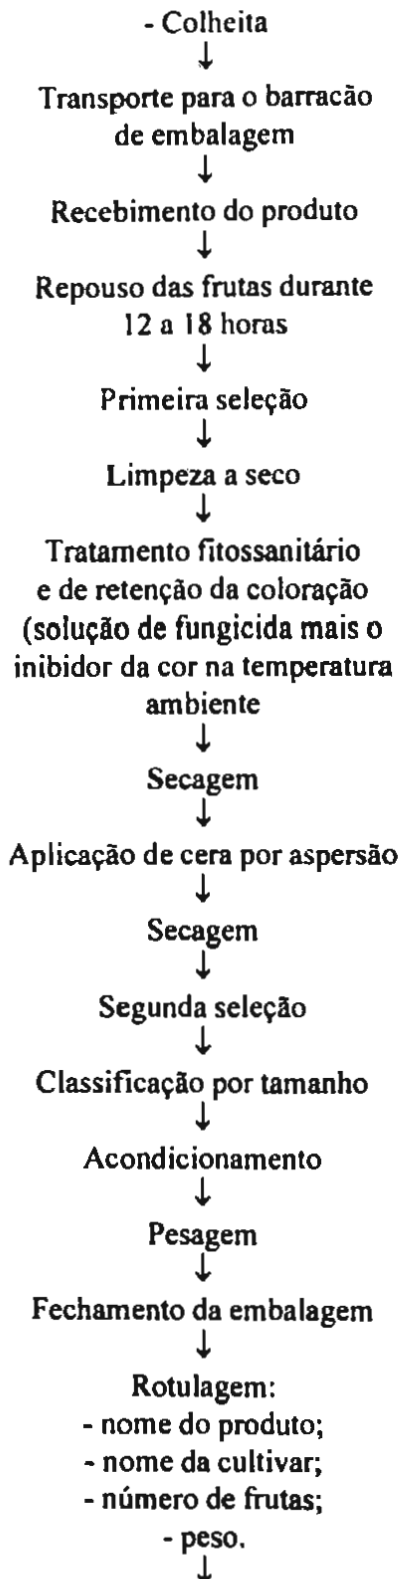 - Colheita
↓
Transporte para o barracão
de embalagem
↓
Recebimento do produto
↓
Repouso das frutas durante
12 a 18 horas
↓
Primeira seleção
↓
Limpeza a seco
↓
Tratamento fitossanitário
e de retenção da coloração
(solução de fungicida mais o
inibidor da cor na temperatura
ambiente
↓
Secagem
↓
Aplicação de cera por aspersão
↓
Secagem
↓
Segunda seleção
↓
Classificação por tamanho
↓
Acondicionamento
↓
Pesagem
↓
Fechamento da embalagem
↓
Rotulagem:
- nome do produto;
- nome da cultivar;
- número de frutas;
- peso.
↓